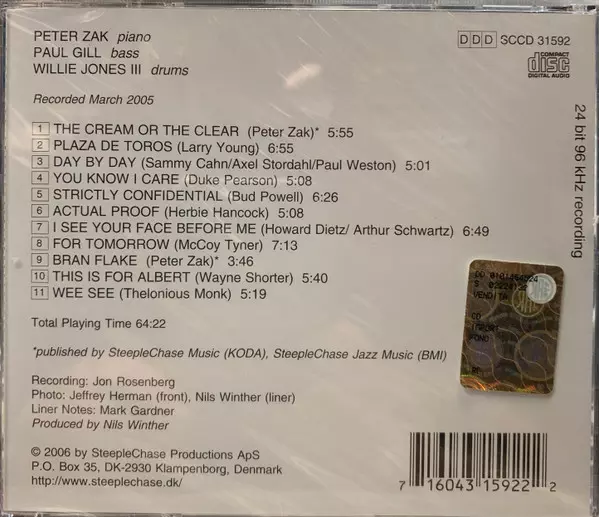 PETER ZAK piano
PAUL GILL bass
WILLIE JONES III drums
DDD SCCD 31592
COMPACT
disc
DIGITAL AUDIO
Recorded March 2005
1 THE CREAM OR THE CLEAR (Peter Zak)* 5:55
2 PLAZA DE TOROS (Larry Young) 6:55
3 DAY BY DAY (Sammy Cahn/Axel Stordahl/Paul Weston) 5:01
4 YOU KNOW I CARE (Duke Pearson) 5:08
5 STRICTLY CONFIDENTIAL (Bud Powell) 6:26
6 ACTUAL PROOF (Herbie Hancock) 5:08
7 I SEE YOUR FACE BEFORE ME (Howard Dietz/ Arthur Schwartz) 6:49
8 FOR TOMORROW (McCoy Tyner) 7:13
9 BRAN FLAKE (Peter Zak)* 3:46
10 THIS IS FOR ALBERT (Wayne Shorter) 5:40
11 WEE SEE (Thelonious Monk) 5:19
24 bit 96 kHz recording
Total Playing Time 64:22
VENDITA
CD
IMPORT
FONO
*published by SteepleChase Music (KODA), SteepleChase Jazz Music (BMI)
Recording: Jon Rosenberg
Photo: Jeffrey Herman (front), Nils Winther (liner)
Liner Notes: Mark Gardner
Produced by Nils Winther
© 2006 by SteepleChase Productions ApS
P.O. Box 35, DK-2930 Klampenborg, Denmark
http://www.steeplechase.dk/
7 16043 15922 2